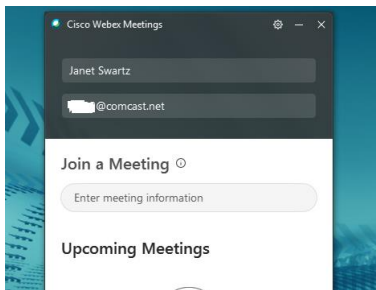 Cisco Webex Meetings
Janet Swartz
@comcast.net
Join a Meeting
Enter meeting information
Upcoming Meetings